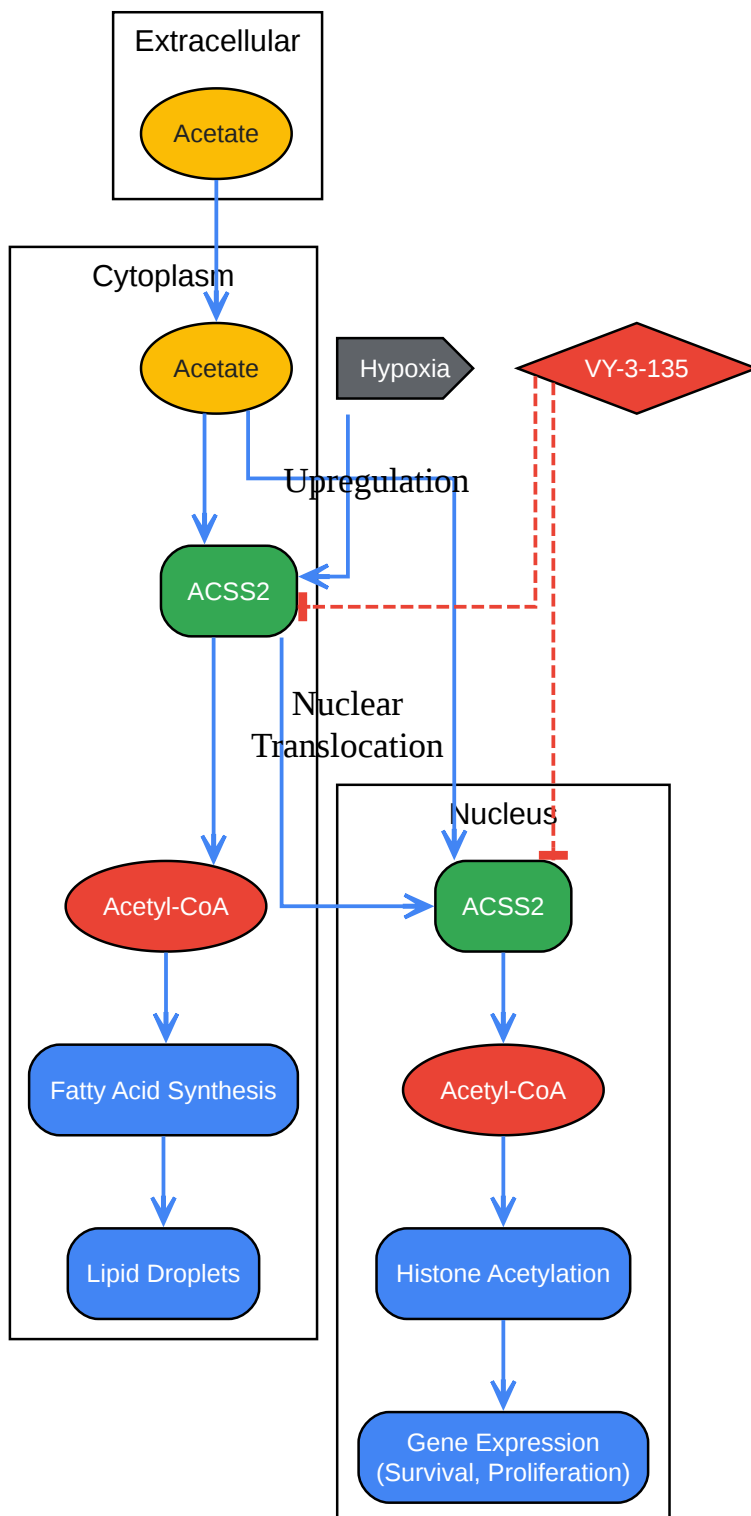 Extracellular
Acetate
Cytoplasm
Acetate
Hypoxia
VY-3-135
Upregulation
ACSS2
Nuclear
Translocation
Nucleus
Acetyl-CoA
ACSS2
Fatty Acid Synthesis
Acetyl-CoA
Lipid Droplets
Histone Acetylation
Gene Expression
(Survival, Proliferation)